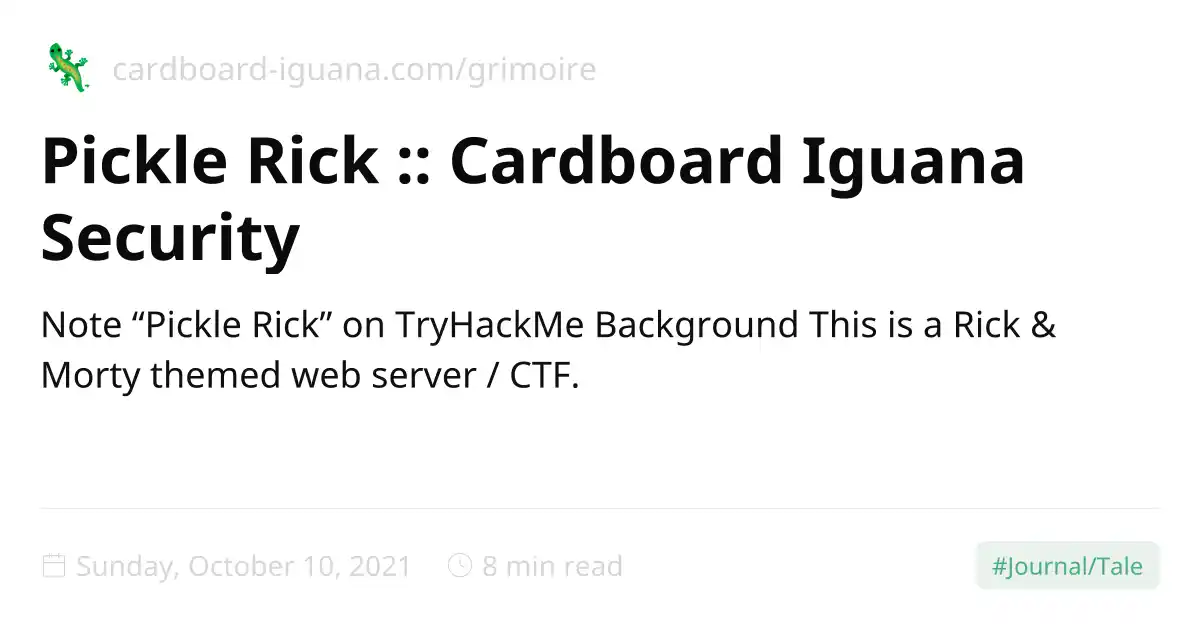 cardboard-iguana.com/grimoire
Pickle Rick :: Cardboard Iguana
Security
Note “Pickle Rick” on TryHackMe Background This is a Rick &
Morty themed web server / CTF.
Sunday, October 10, 2021 8 min read #Journal/Tale